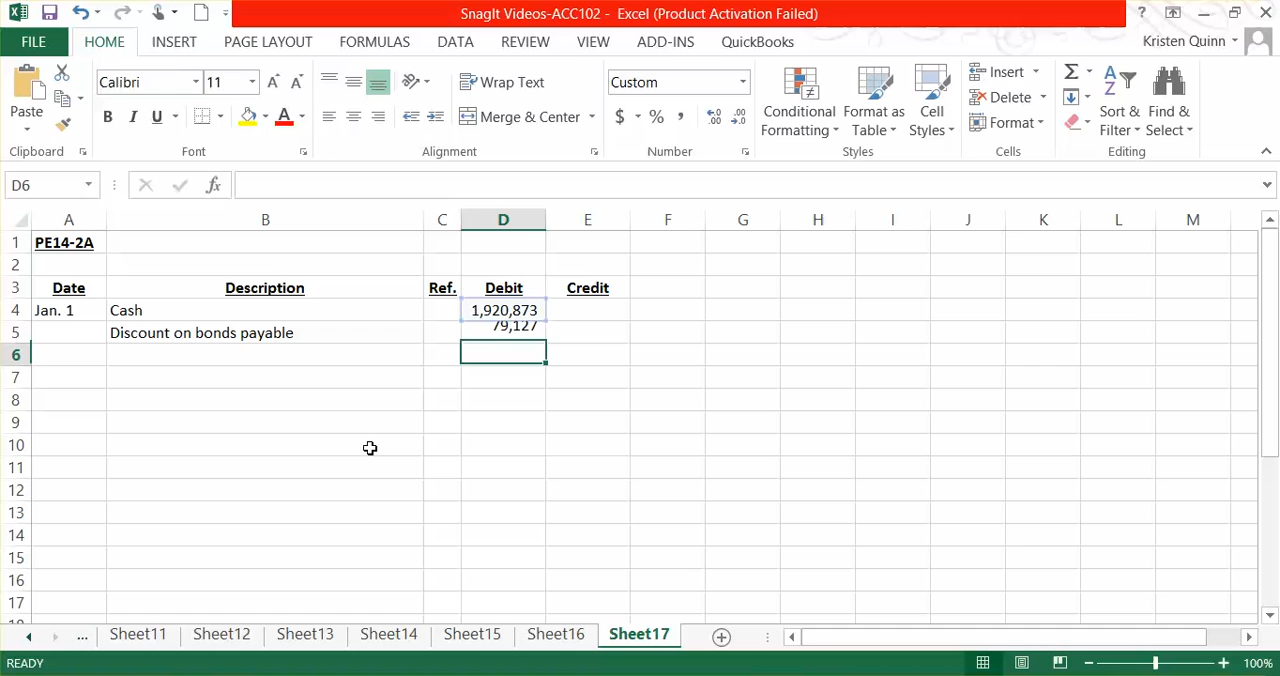 SnagIt Videos-ACC102 - Excel (Product Activation Failed)
?
FILE HOME INSERT PAGE LAYOUT FORMULAS DATA REVIEW VIEW ADD-INS QuickBooks Kristen Quinn
Paste
Calibri 11
B I U A
Wrap Text
Merge & Center
Custom
$ % ,
Conditional Formatting
Format as Table
Cell Styles
Insert
Delete
Format
Sort & Filter
Find & Select
Clipboard Font Alignment Number Styles Cells Editing
D6 fx
A B C D E F G H I J K L M
1 PE14-2A
2
3 Date Description Ref. Debit Credit
4 Jan. 1 Cash 1,920,873
5 Discount on bonds payable 79,127
6
7
8
9
10
11
12
13
14
15
16
17
... Sheet11 Sheet12 Sheet13 Sheet14 Sheet15 Sheet16 Sheet17
READY 100%